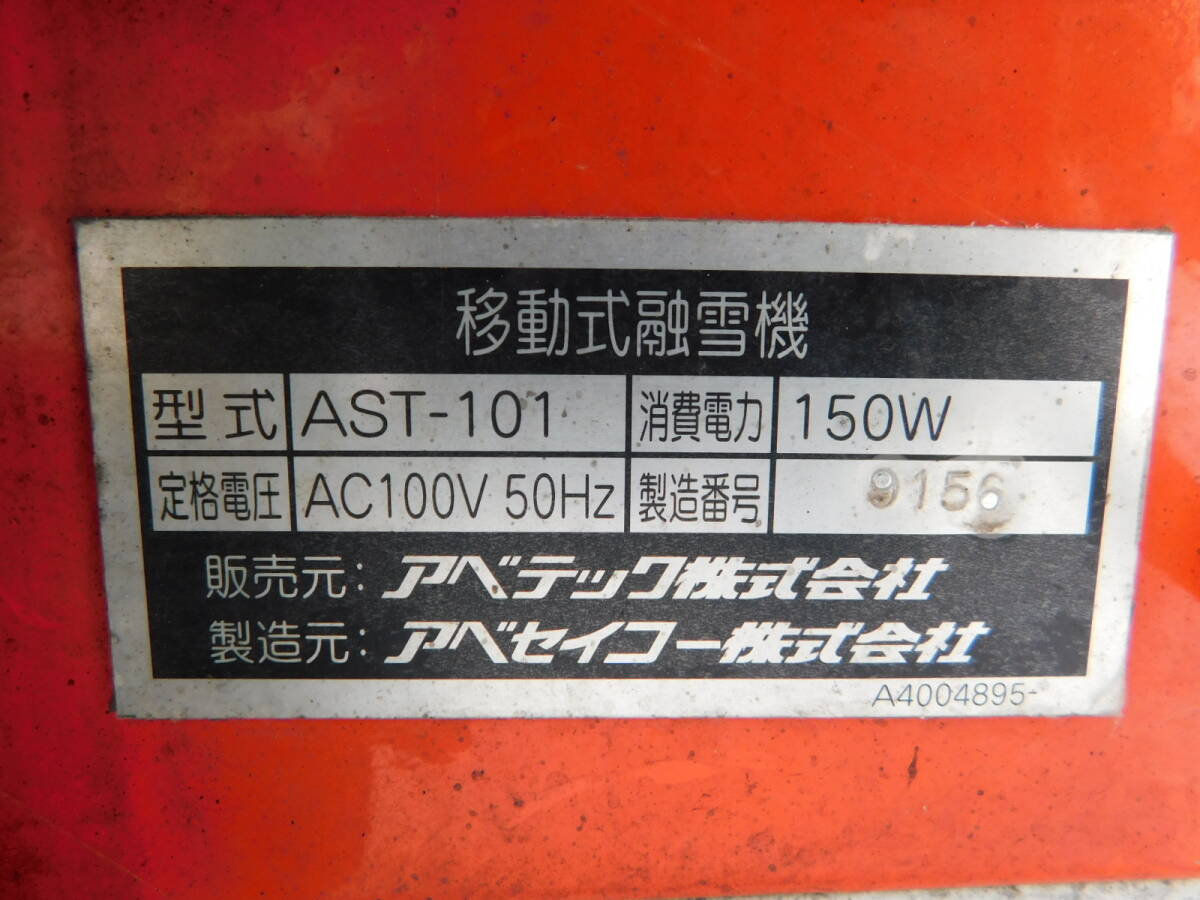 移動式融雪機
型式 AST-101 消費電力 150W
定格電圧 AC100V 50Hz 製造番号 9156
販売元: アベテック株式会社
製造元: アベセイコー株式会社
A4004895-